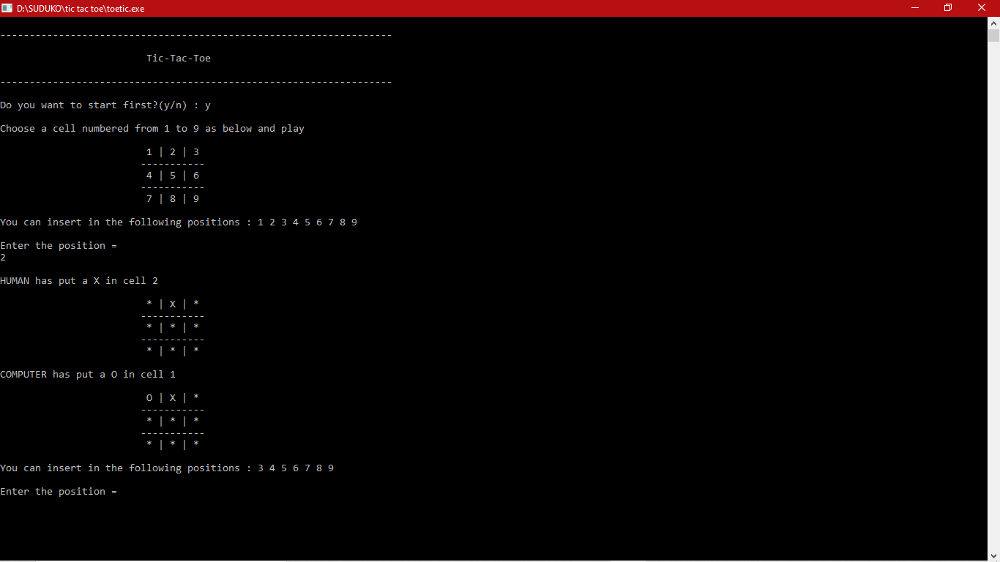 D:\SUDUKO\tic tac toe\toetic.exe
-------------------------------------------------------------------
Tic-Tac-Toe
-------------------------------------------------------------------
Do you want to start first?(y/n) : y
Choose a cell numbered from 1 to 9 as below and play
1 | 2 | 3
-----------
4 | 5 | 6
-----------
7 | 8 | 9
You can insert in the following positions : 1 2 3 4 5 6 7 8 9
Enter the position =
2
HUMAN has put a X in cell 2
* | X | *
-----------
* | * | *
-----------
* | * | *
COMPUTER has put a O in cell 1
O | X | *
-----------
* | * | *
-----------
* | * | *
You can insert in the following positions : 3 4 5 6 7 8 9
Enter the position =